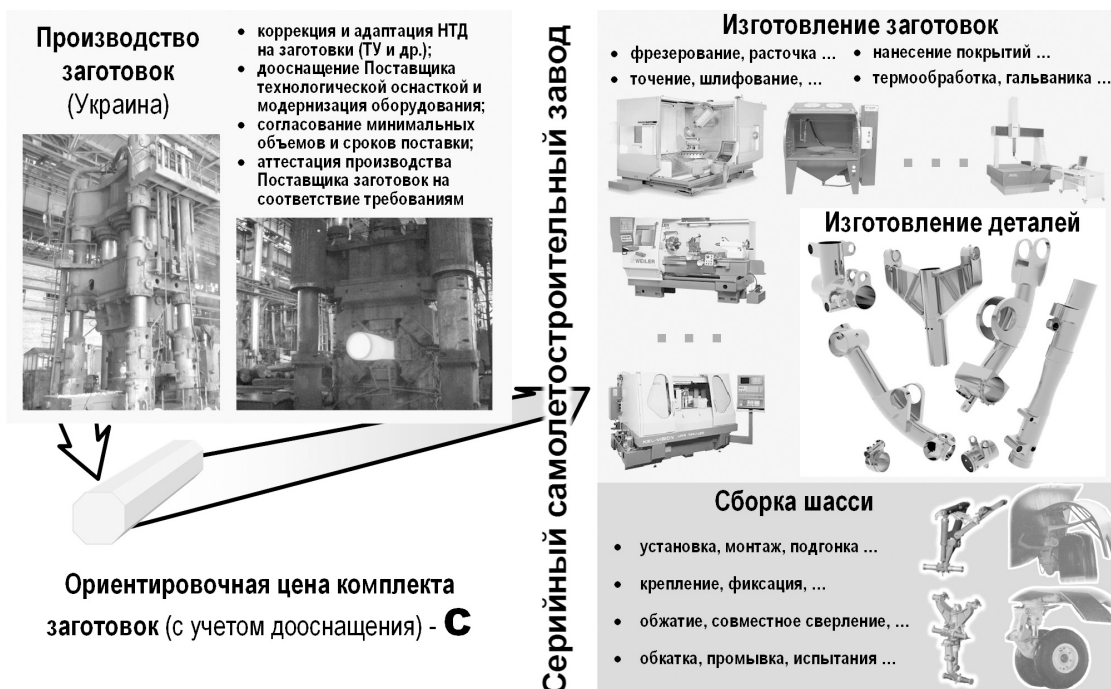 Производство
заготовок
(Украина)
• коррекция и адаптация НТД
на заготовки (ТУ и др.);
• дооснащение Поставщика
технологической оснасткой и
модернизация оборудования;
• согласование минимальных
объемов и сроков поставки;
• аттестация производства
Поставщика заготовок на
соответствие требованиям
Ориентировочная цена комплекта
заготовок (с учетом дооснащения) - С
Серийный самолетостроительный завод
Изготовление заготовок
• фрезерование, расточка ...
• точение, шлифование, ...
• нанесение покрытий ...
• термообработка, гальваника ...
WEILER
Изготовление деталей
Сборка шасси
• установка, монтаж, подгонка ...
• крепление, фиксация, ...
• обжатие, совместное сверление, ...
• обкатка, промывка, испытания ...